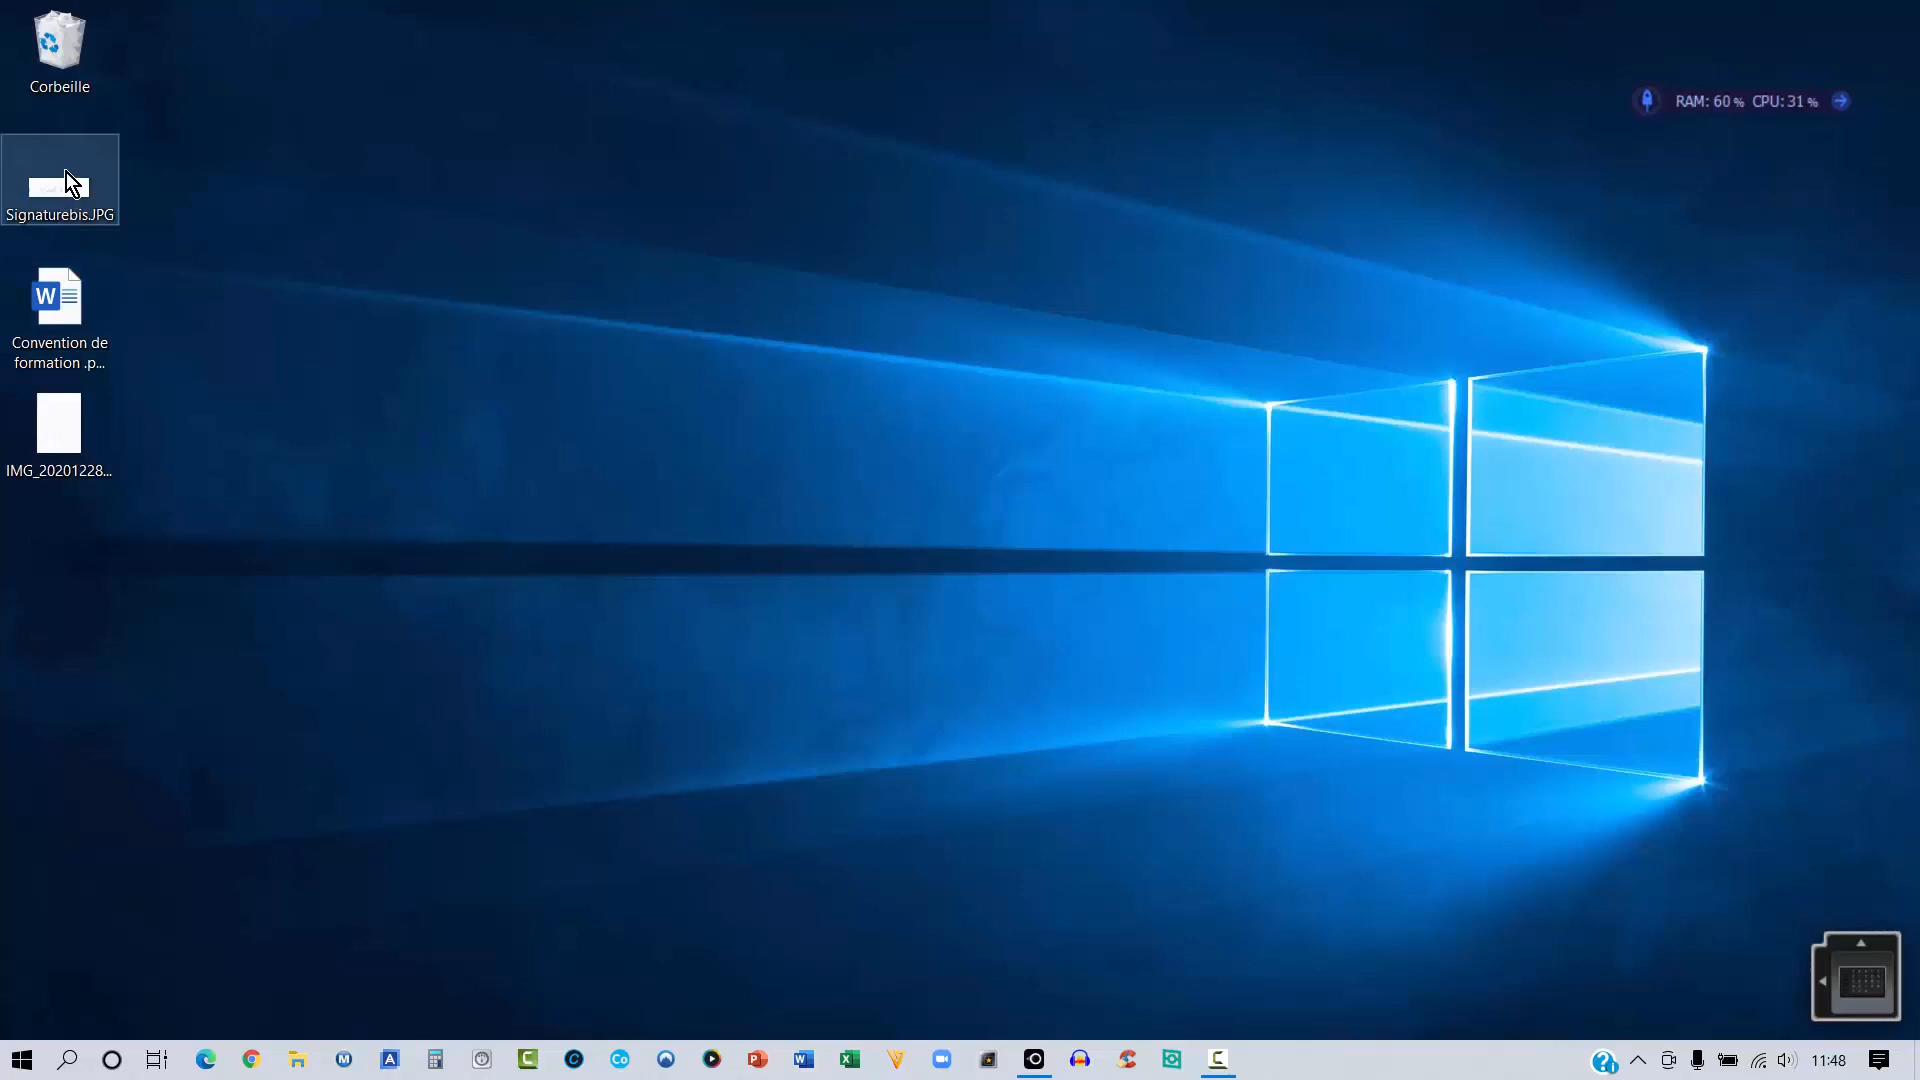 Corbeille
RAM: 60 % CPU: 31 %
Signaturebis.JPG
W
Convention de
formation .p...
IMG_20201228...
11:48